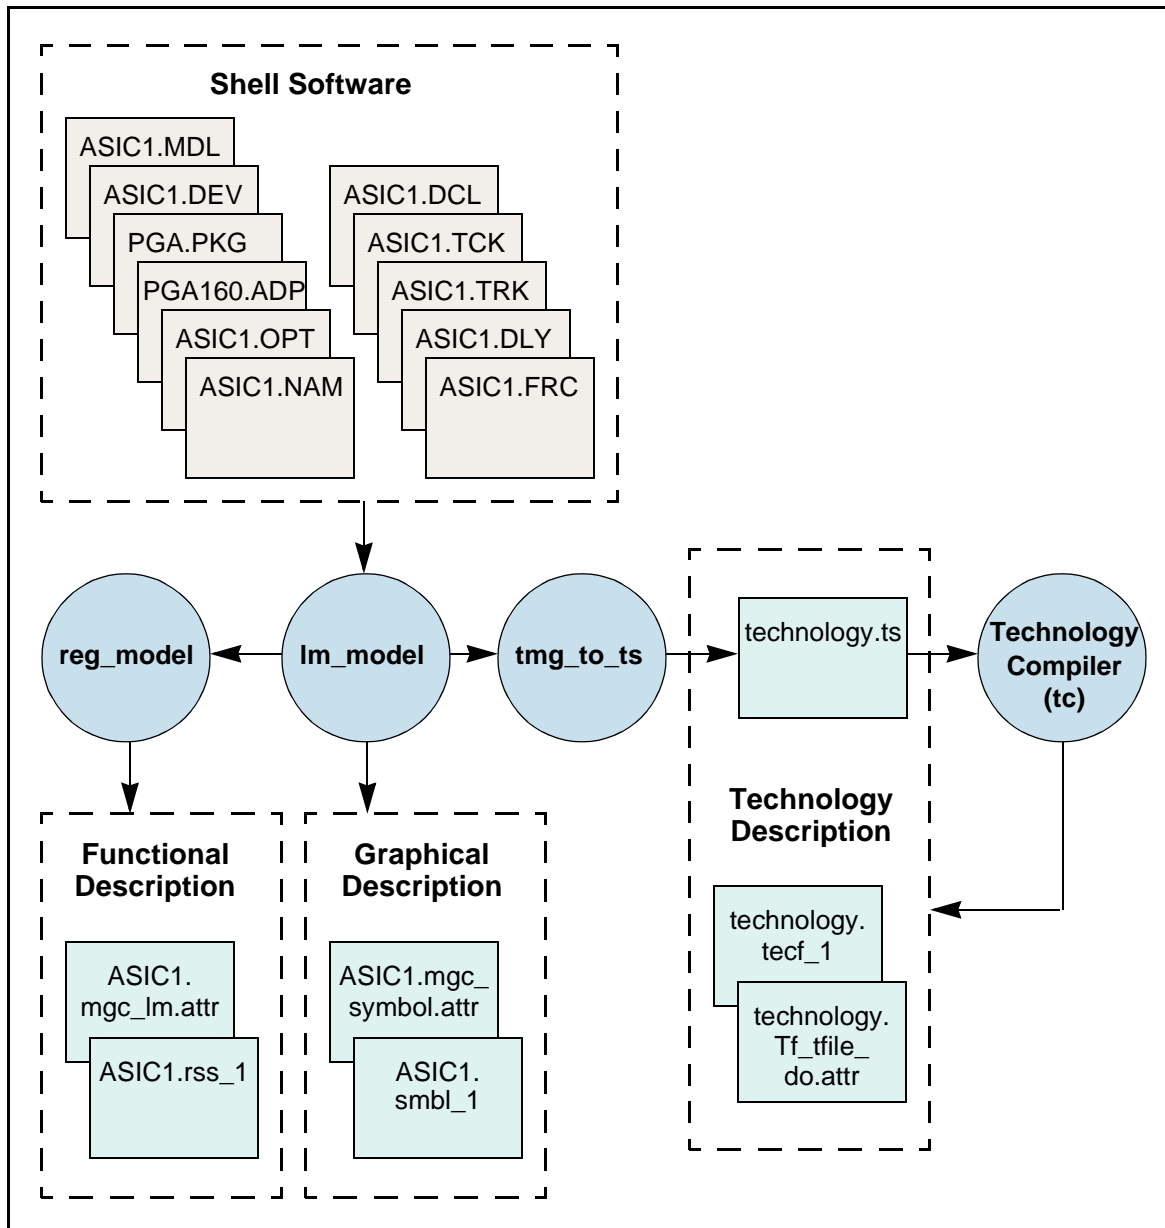 Shell Software
ASIC1.MDL
ASIC1.DEV
PGA.PKG
PGA160.ADP
ASIC1.OPT
ASIC1.NAM
ASIC1.DCL
ASIC1.TCK
ASIC1.TRK
ASIC1.DLY
ASIC1.FRC
reg_model
lm_model
tmg_to_ts
technology.ts
Technology
Compiler
(tc)
Functional
Description
ASIC1.
mgc_lm.attr
ASIC1.rss_1
Graphical
Description
ASIC1.mgc_
symbol.attr
ASIC1.
smbl_1
Technology
Description
technology.
tecf_1
technology.
Tf_tfile_
do.attr